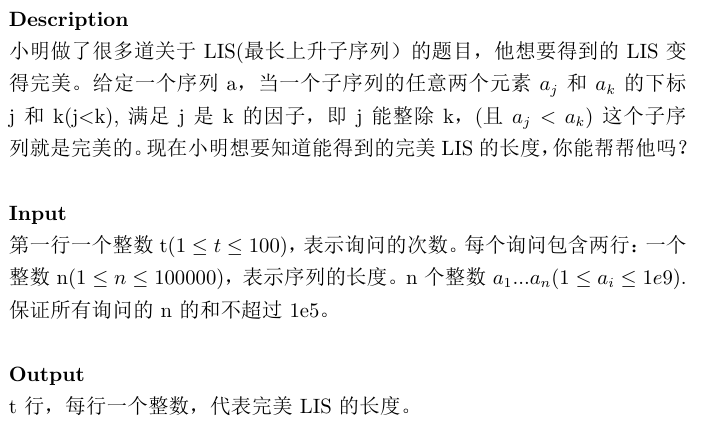 Description
小明做了很多道关于 LIS(最长上升子序列）的题目，他想要得到的 LIS 变
得完美。给定一个序列 a，当一个子序列的任意两个元素 a_j 和 a_k 的下标
j 和 k(j<k), 满足 j 是 k 的因子，即 j 能整除 k，(且 a_j < a_k) 这个子序
列就是完美的。现在小明想要知道能得到的完美 LIS 的长度，你能帮帮他吗？
Input
第一行一个整数 t(1 ≤ t ≤ 100)，表示询问的次数。每个询问包含两行：一个
整数 n(1 ≤ n ≤ 100000)，表示序列的长度。n 个整数 a_1...a_n(1 ≤ a_i ≤ 1e9).
保证所有询问的 n 的和不超过 1e5。
Output
t 行，每行一个整数，代表完美 LIS 的长度。